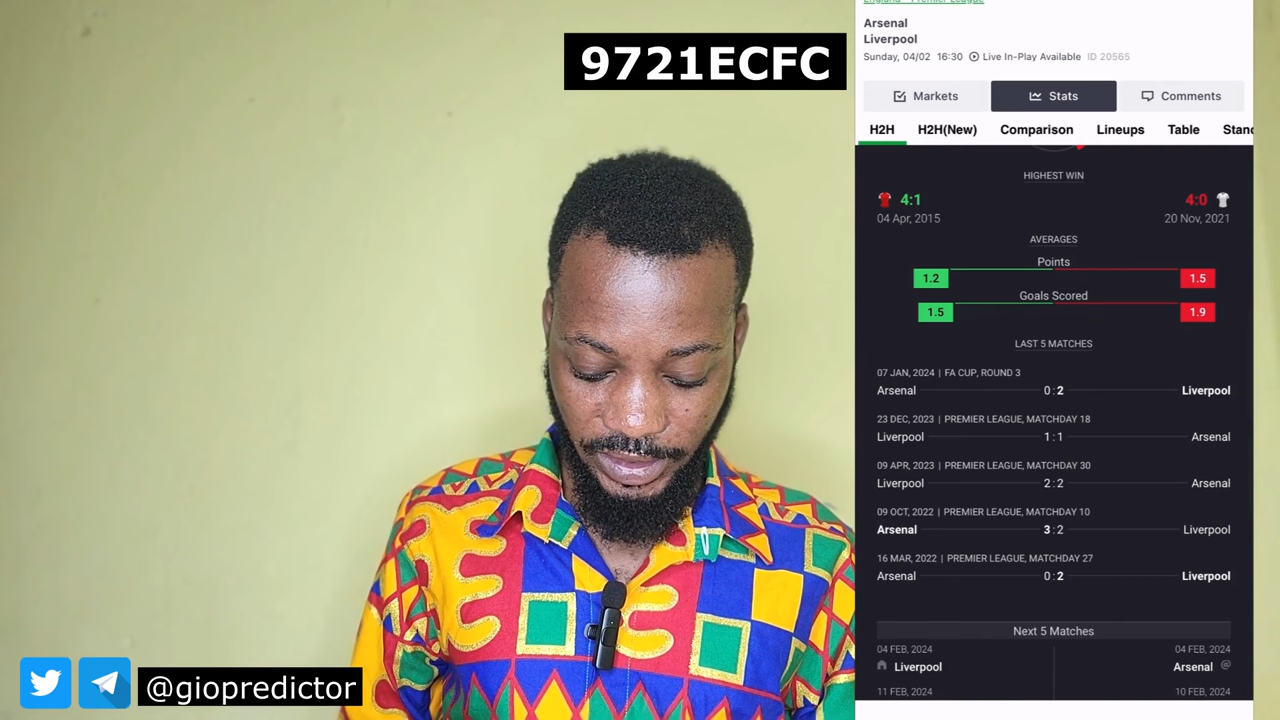 9721ECFC
@giopredictor
England - Premier League
Arsenal
Liverpool
Sunday, 04/02 16:30 Live In-Play Available ID 20565
Markets Stats Comments
H2H H2H(New) Comparison Lineups Table Stand
HIGHEST WIN
4:1 4:0
04 Apr, 2015 20 Nov, 2021
AVERAGES
Points
1.2 1.5
Goals Scored
1.5 1.9
LAST 5 MATCHES
07 JAN, 2024 | FA CUP, ROUND 3
Arsenal 0:2 Liverpool
23 DEC, 2023 | PREMIER LEAGUE, MATCHDAY 18
Liverpool 1:1 Arsenal
09 APR, 2023 | PREMIER LEAGUE, MATCHDAY 30
Liverpool 2:2 Arsenal
09 OCT, 2022 | PREMIER LEAGUE, MATCHDAY 10
Arsenal 3:2 Liverpool
16 MAR, 2022 | PREMIER LEAGUE, MATCHDAY 27
Arsenal 0:2 Liverpool
Next 5 Matches
04 FEB, 2024 04 FEB, 2024
Liverpool Arsenal @
11 FEB, 2024 10 FEB, 2024